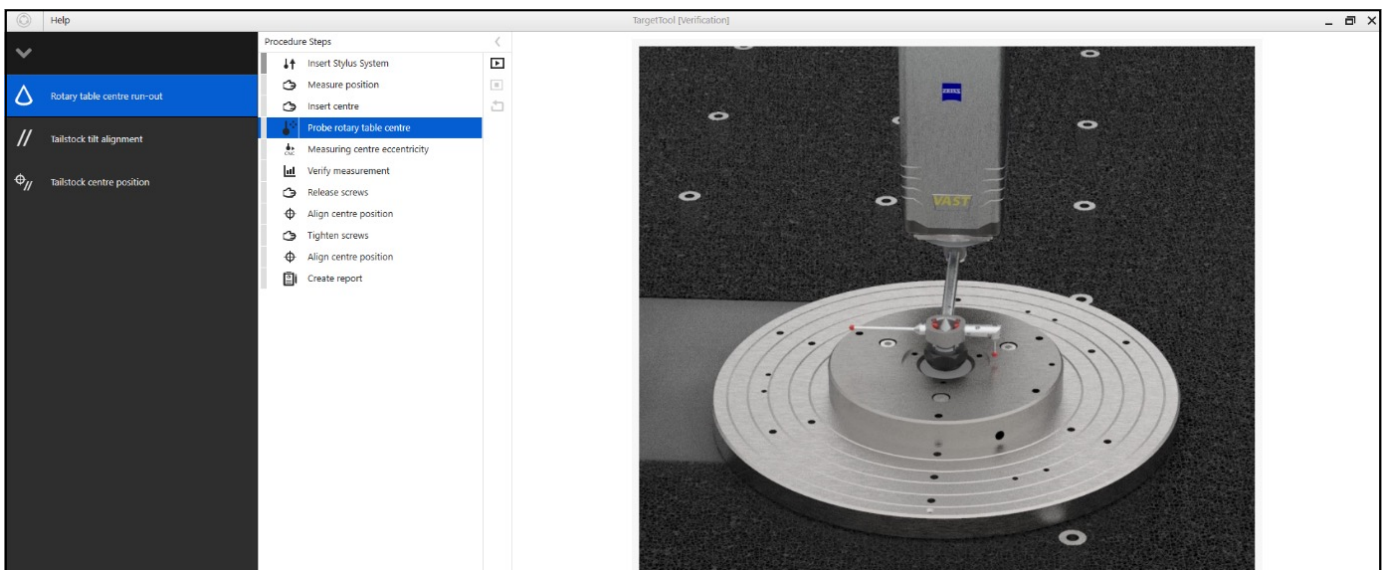 Help
TargetTool [Verification]
Procedure Steps
Insert Stylus System
Measure position
Insert centre
Probe rotary table centre
Measuring centre eccentricity
Verify measurement
Release screws
Align centre position
Tighten screws
Align centre position
Create report
Rotary table centre run-out
Tailstock tilt alignment
Tailstock centre position
CNC
ZEISS
VAST